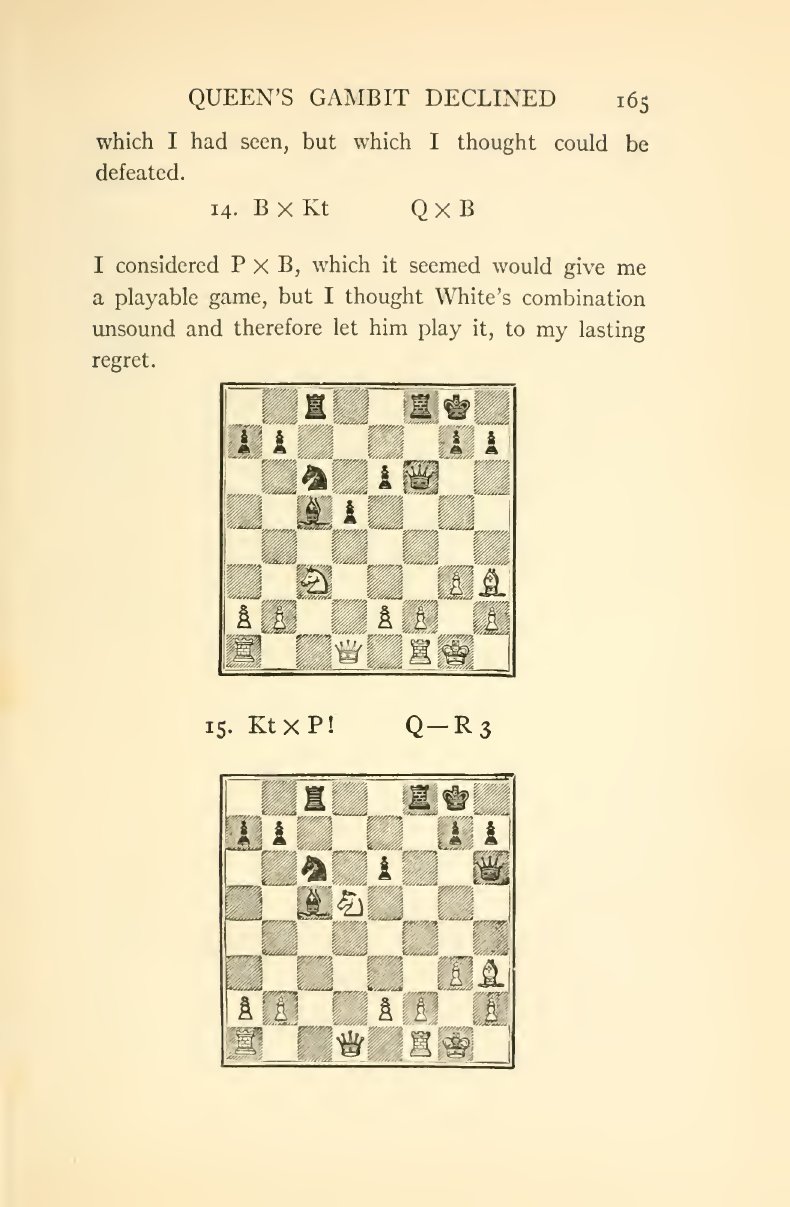 QUEEN'S GAMBIT DECLINED 165
which I had seen, but which I thought could be
defeated.
14. B × Kt Q × B
I considered P × B, which it seemed would give me
a playable game, but I thought White's combination
unsound and therefore let him play it, to my lasting
regret.
15. Kt × P! Q—R 3